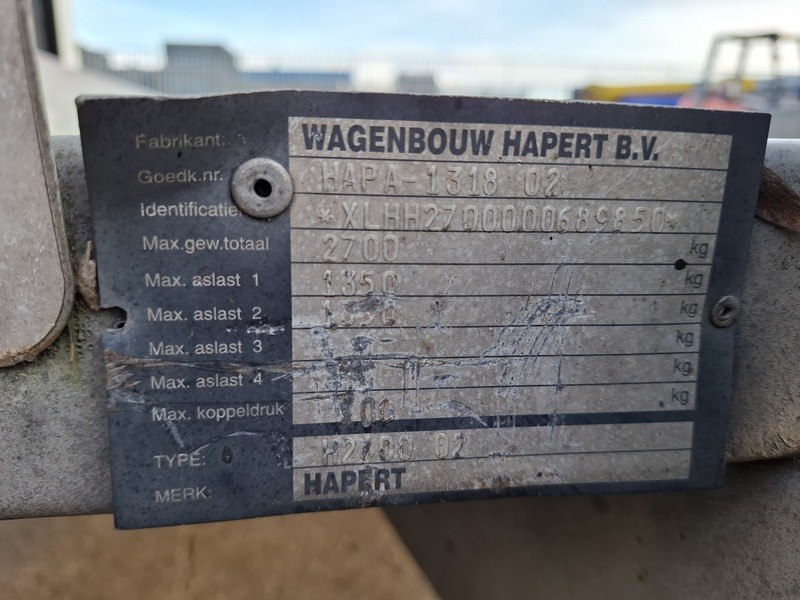 Fabrikant: WAGENBOUW HAPERT B.V.
Goedk.nr. HAPA-1318 02
Identificatie *XLHH2700000689850*
Max.gew.totaal 2700 kg
Max. aslast 1 1350 kg
Max. aslast 2 1350 kg
Max. aslast 3 kg
Max. aslast 4 kg
Max. koppeldruk kg
TYPE: H2700 02
MERK: HAPERT